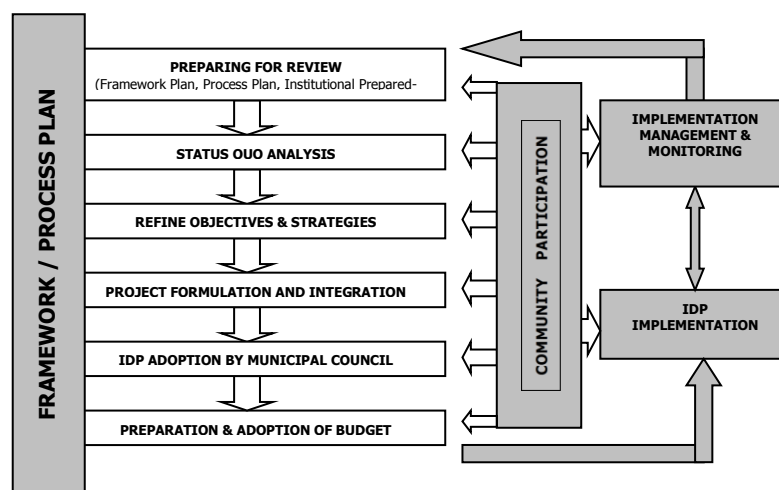 FRAMEWORK / PROCESS PLAN
PREPARING FOR REVIEW
(Framework Plan, Process Plan, Institutional Prepared-
STATUS OUO ANALYSIS
REFINE OBJECTIVES & STRATEGIES
PROJECT FORMULATION AND INTEGRATION
IDP ADOPTION BY MUNICIPAL COUNCIL
PREPARATION & ADOPTION OF BUDGET
COMMUNITY PARTICIPATION
IMPLEMENTATION
MANAGEMENT &
MONITORING
IDP
IMPLEMENTATION